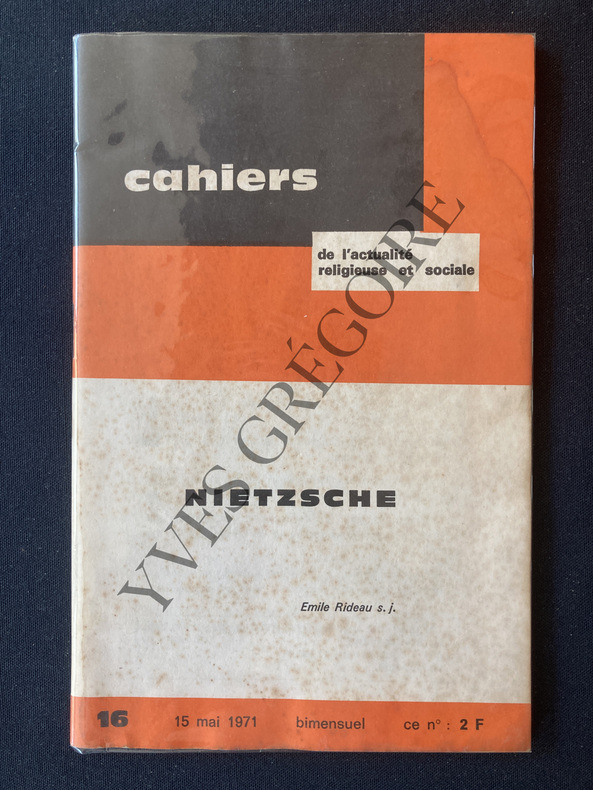 cahiers
de l'actualité
religieuse et sociale
YVES GRÉGOIRE
NIETZSCHE
Emile Rideau s. j.
16 15 mai 1971 bimensuel ce n° : 2 F